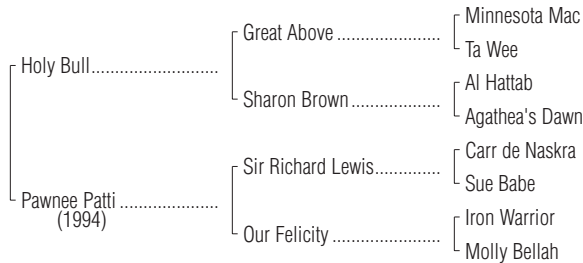 Minnesota Mac
Great Above ......................
Ta Wee
Holy Bull...........................
Al Hattab
Sharon Brown ...................
Agathea's Dawn
Carr de Naskra
Sir Richard Lewis...............
Sue Babe
Pawnee Patti .....................
(1994)
Iron Warrior
Our Felicity .......................
Molly Bellah